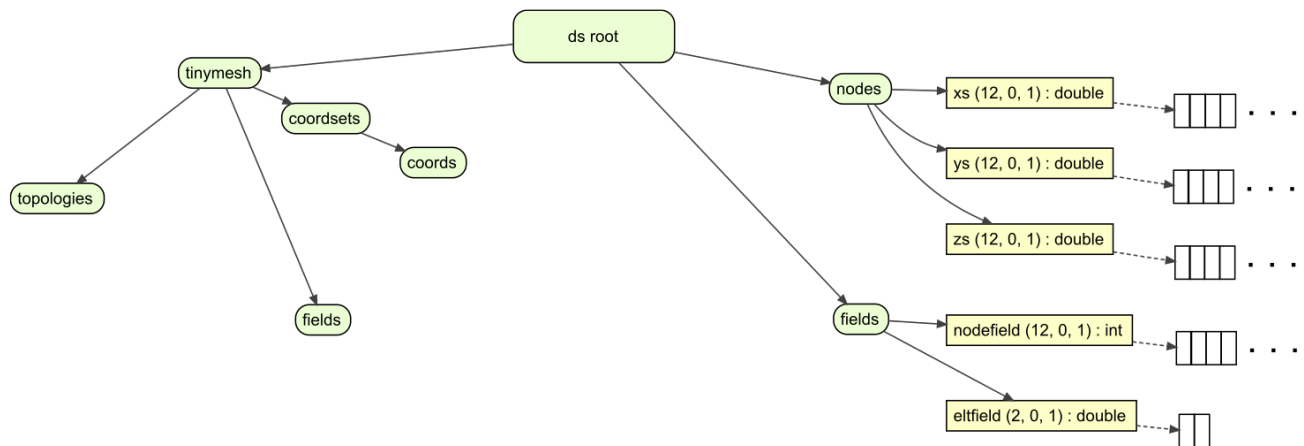 ds root
tinymesh
nodes
xs (12, 0, 1) : double
coordsets
coords
ys (12, 0, 1) : double
topologies
zs (12, 0, 1) : double
fields
fields
nodefield (12, 0, 1) : int
eltfield (2, 0, 1) : double